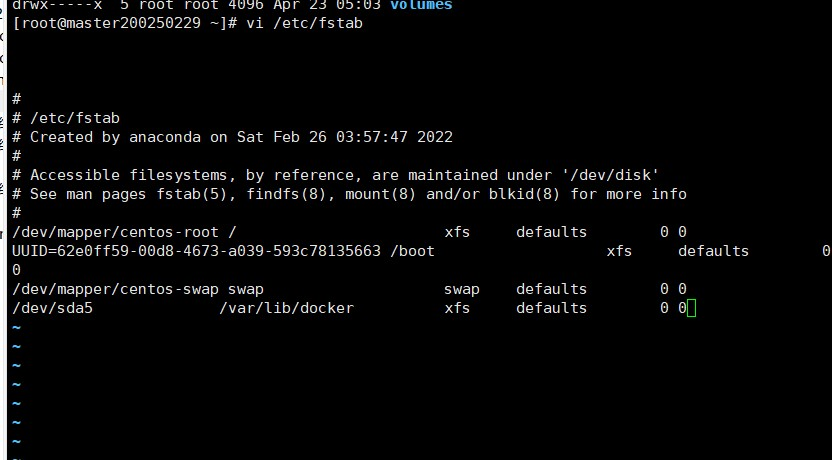 drwx-----x  5 root root 4096 Apr 23 05:03 volumes
[root@master200250229 ~]# vi /etc/fstab
#
# /etc/fstab
# Created by anaconda on Sat Feb 26 03:57:47 2022
#
# Accessible filesystems, by reference, are maintained under '/dev/disk'
# See man pages fstab(5), findfs(8), mount(8) and/or blkid(8) for more info
#
/dev/mapper/centos-root /                       xfs     defaults        0 0
UUID=62e0ff59-00d8-4673-a039-593c78135663 /boot                   xfs     defaults        0
0
/dev/mapper/centos-swap swap                    swap    defaults        0 0
/dev/sda5              /var/lib/docker          xfs     defaults        0 0
~
~
~
~
~
~
~